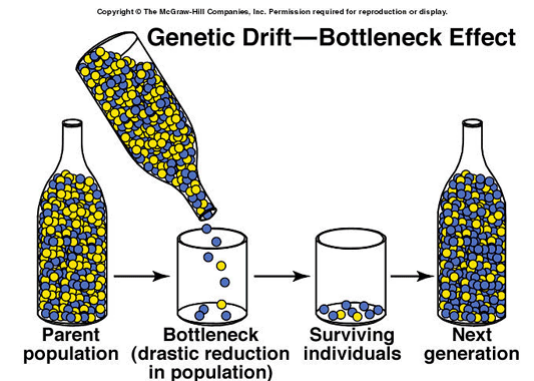 Copyright © The McGraw-Hill Companies, Inc. Permission required for reproduction or display.
Genetic Drift—Bottleneck Effect
Parent
population
Bottleneck
(drastic reduction
in population)
Surviving
individuals
Next
generation